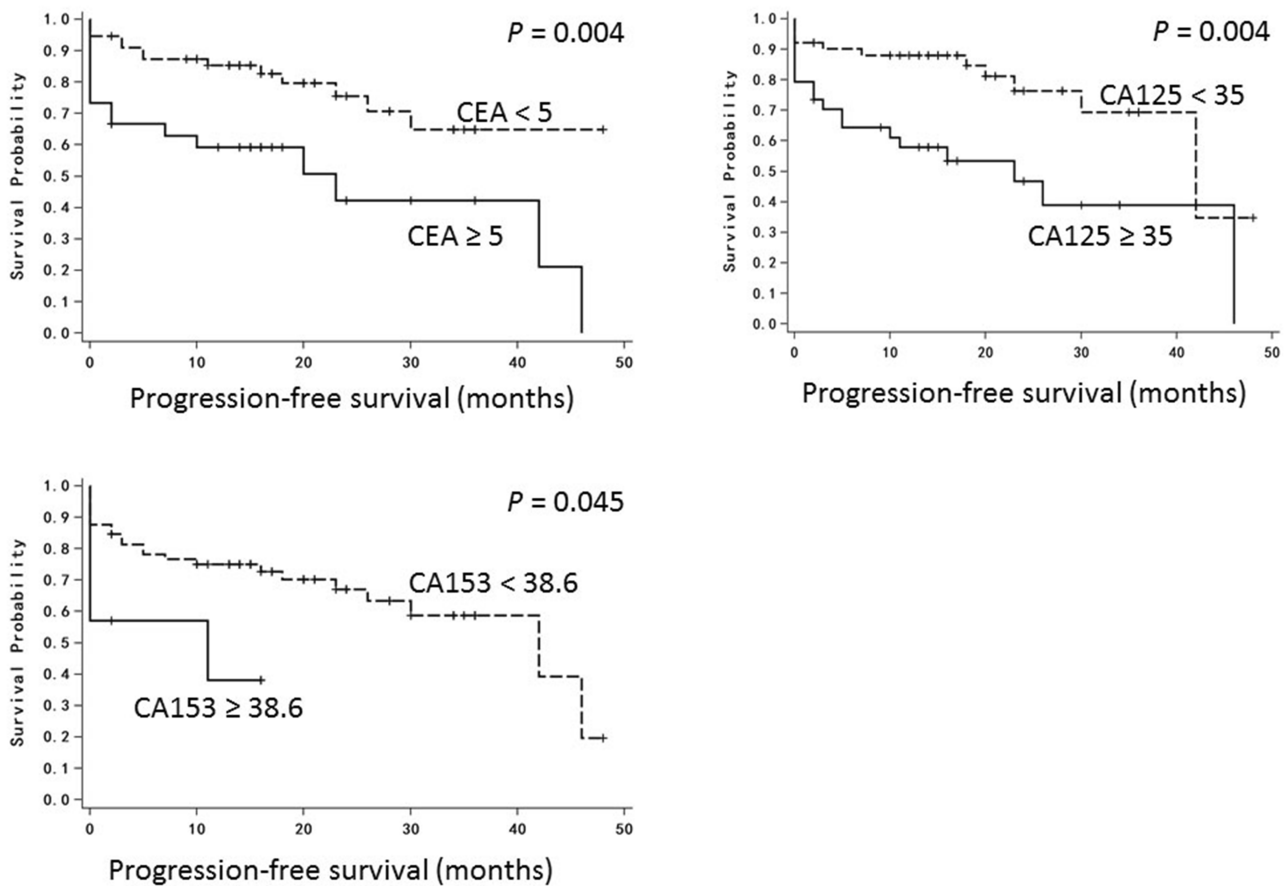 1.0
0.9
0.8
0.7
0.6
0.5
0.4
0.3
0.2
0.1
0.0
Survival Probability
P = 0.004
CEA < 5
CEA ≥ 5
0 10 20 30 40 50
Progression-free survival (months)
1.0
0.9
0.8
0.7
0.6
0.5
0.4
0.3
0.2
0.1
0.0
Survival Probability
P = 0.004
CA125 < 35
CA125 ≥ 35
0 10 20 30 40 50
Progression-free survival (months)
1.0
0.9
0.8
0.7
0.6
0.5
0.4
0.3
0.2
0.1
0.0
Survival Probability
P = 0.045
CA153 < 38.6
CA153 ≥ 38.6
0 10 20 30 40 50
Progression-free survival (months)